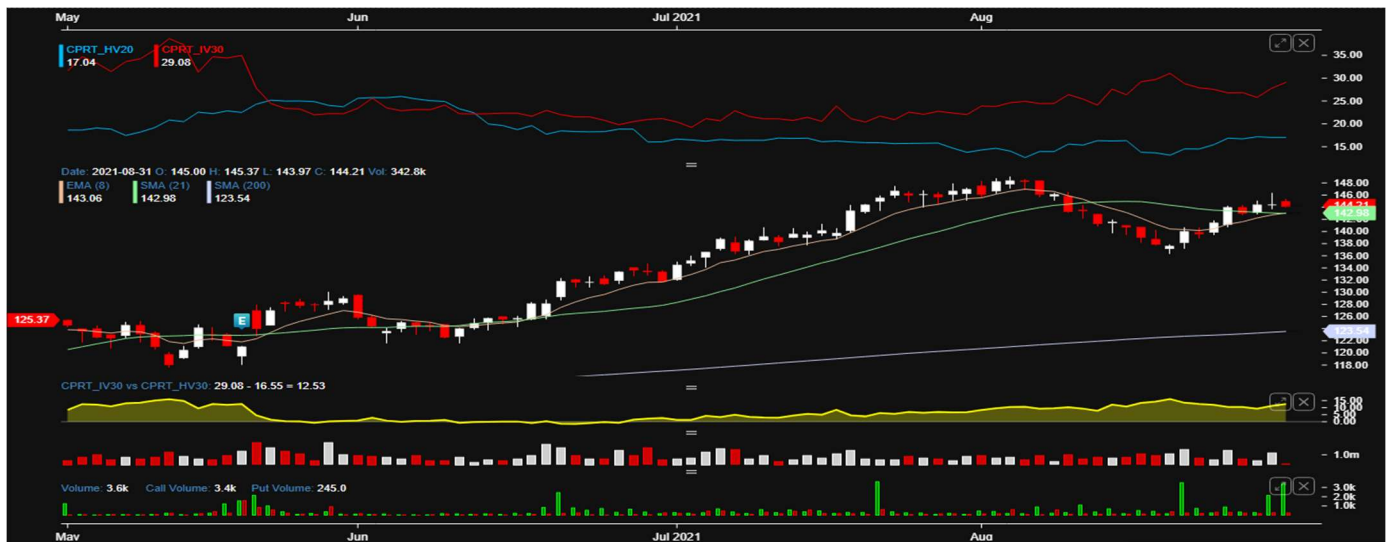 May Jun Jul 2021 Aug
CPRT_HV20 CPRT_IV30
17.04 29.08
35.00
30.00
25.00
20.00
15.00
Date: 2021-08-31 O: 145.00 H: 145.37 L: 143.97 C: 144.21 Vol: 342.8k
EMA (8) SMA (21) SMA (200)
143.06 142.98 123.54
148.00
146.00
144.21
142.98
142.00
140.00
138.00
136.00
134.00
132.00
130.00
128.00
126.00
125.37
E
123.54
122.00
120.00
118.00
CPRT_IV30 vs CPRT_HV30: 29.08 - 16.55 = 12.53
15.00
10.00
5.00
0.00
1.0m
Volume: 3.6k Call Volume: 3.4k Put Volume: 245.0
3.0k
2.0k
1.0k
May Jun Jul 2021 Aug